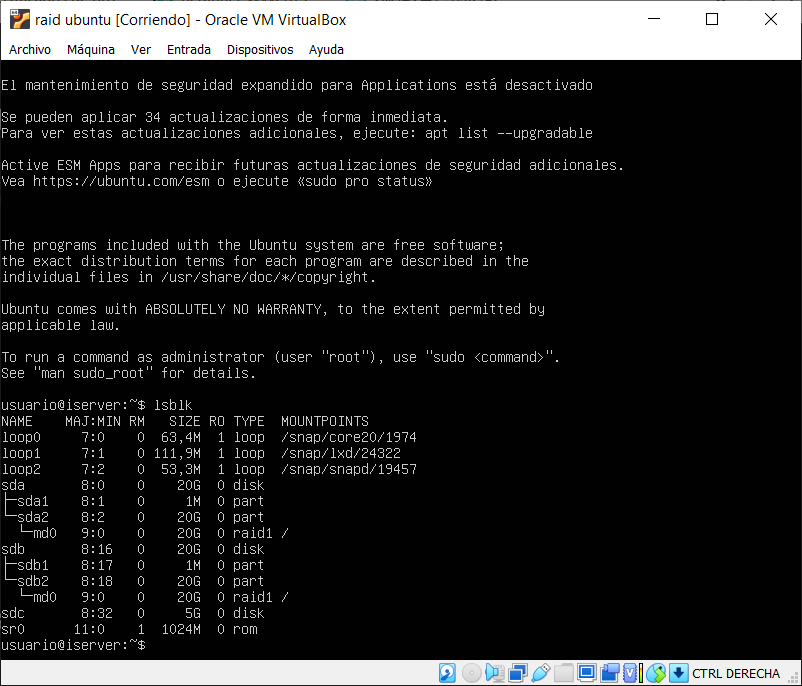 raid ubuntu [Corriendo] - Oracle VM VirtualBox
Archivo Máquina Ver Entrada Dispositivos Ayuda
El mantenimiento de seguridad expandido para Applications está desactivado
Se pueden aplicar 34 actualizaciones de forma inmediata.
Para ver estas actualizaciones adicionales, ejecute: apt list --upgradable
Active ESM Apps para recibir futuras actualizaciones de seguridad adicionales.
Vea https://ubuntu.com/esm o ejecute «sudo pro status»
The programs included with the Ubuntu system are free software;
the exact distribution terms for each program are described in the
individual files in /usr/share/doc/*/copyright.
Ubuntu comes with ABSOLUTELY NO WARRANTY, to the extent permitted by
applicable law.
To run a command as administrator (user "root"), use "sudo <command>".
See "man sudo_root" for details.
usuario@iserver:~$ lsblk
NAME    MAJ:MIN RM   SIZE RO TYPE  MOUNTPOINTS
loop0     7:0    0  63,4M  1 loop  /snap/core20/1974
loop1     7:1    0 111,9M  1 loop  /snap/lxd/24322
loop2     7:2    0  53,3M  1 loop  /snap/snapd/19457
sda       8:0    0    20G  0 disk
├─sda1    8:1    0     1M  0 part
└─sda2    8:2    0    20G  0 part
  └─md0   9:0    0    20G  0 raid1 /
sdb       8:16   0    20G  0 disk
├─sdb1    8:17   0     1M  0 part
└─sdb2    8:18   0    20G  0 part
  └─md0   9:0    0    20G  0 raid1 /
sdc       8:32   0     5G  0 disk
sr0      11:0    1  1024M  0 rom
usuario@iserver:~$
CTRL DERECHA